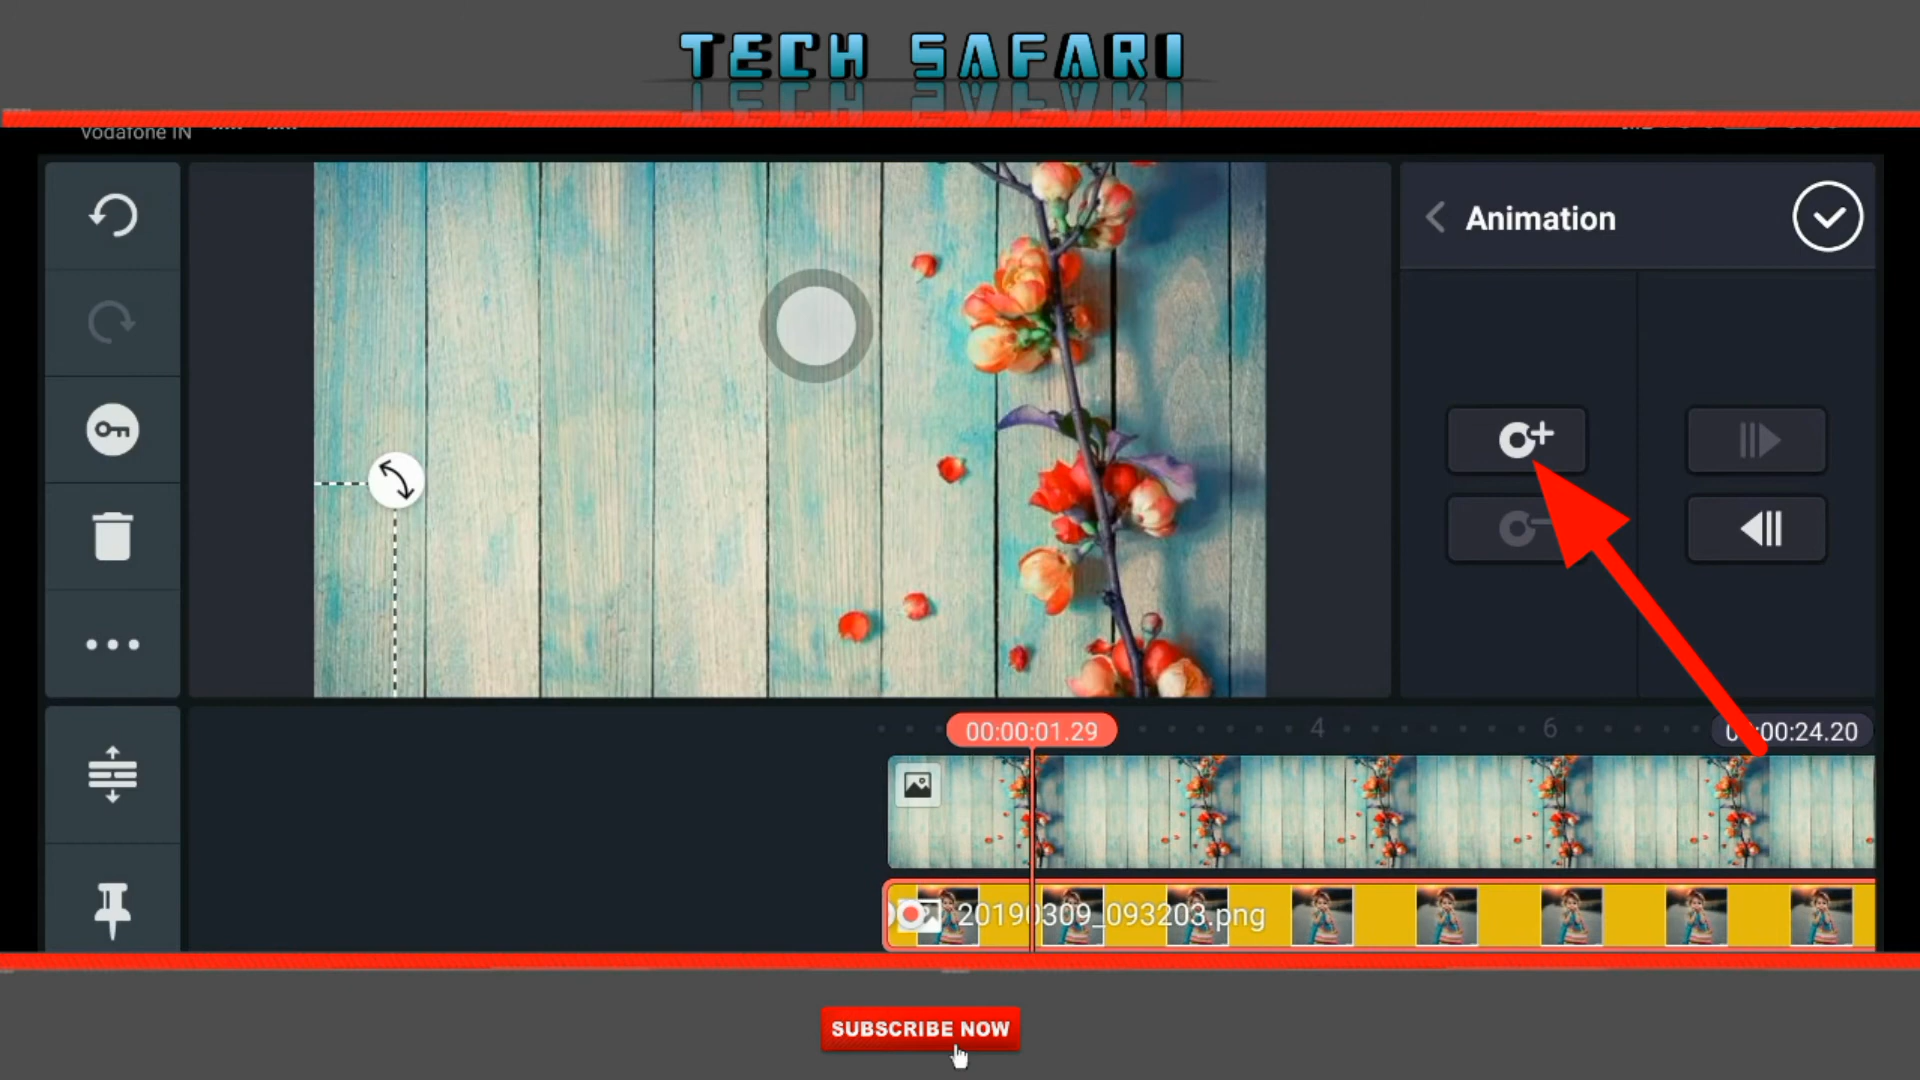 TECH SAFARI
Vodafone IN
Animation
00:00:01.29
4
6
00:24.20
20190309_093203.png
SUBSCRIBE NOW